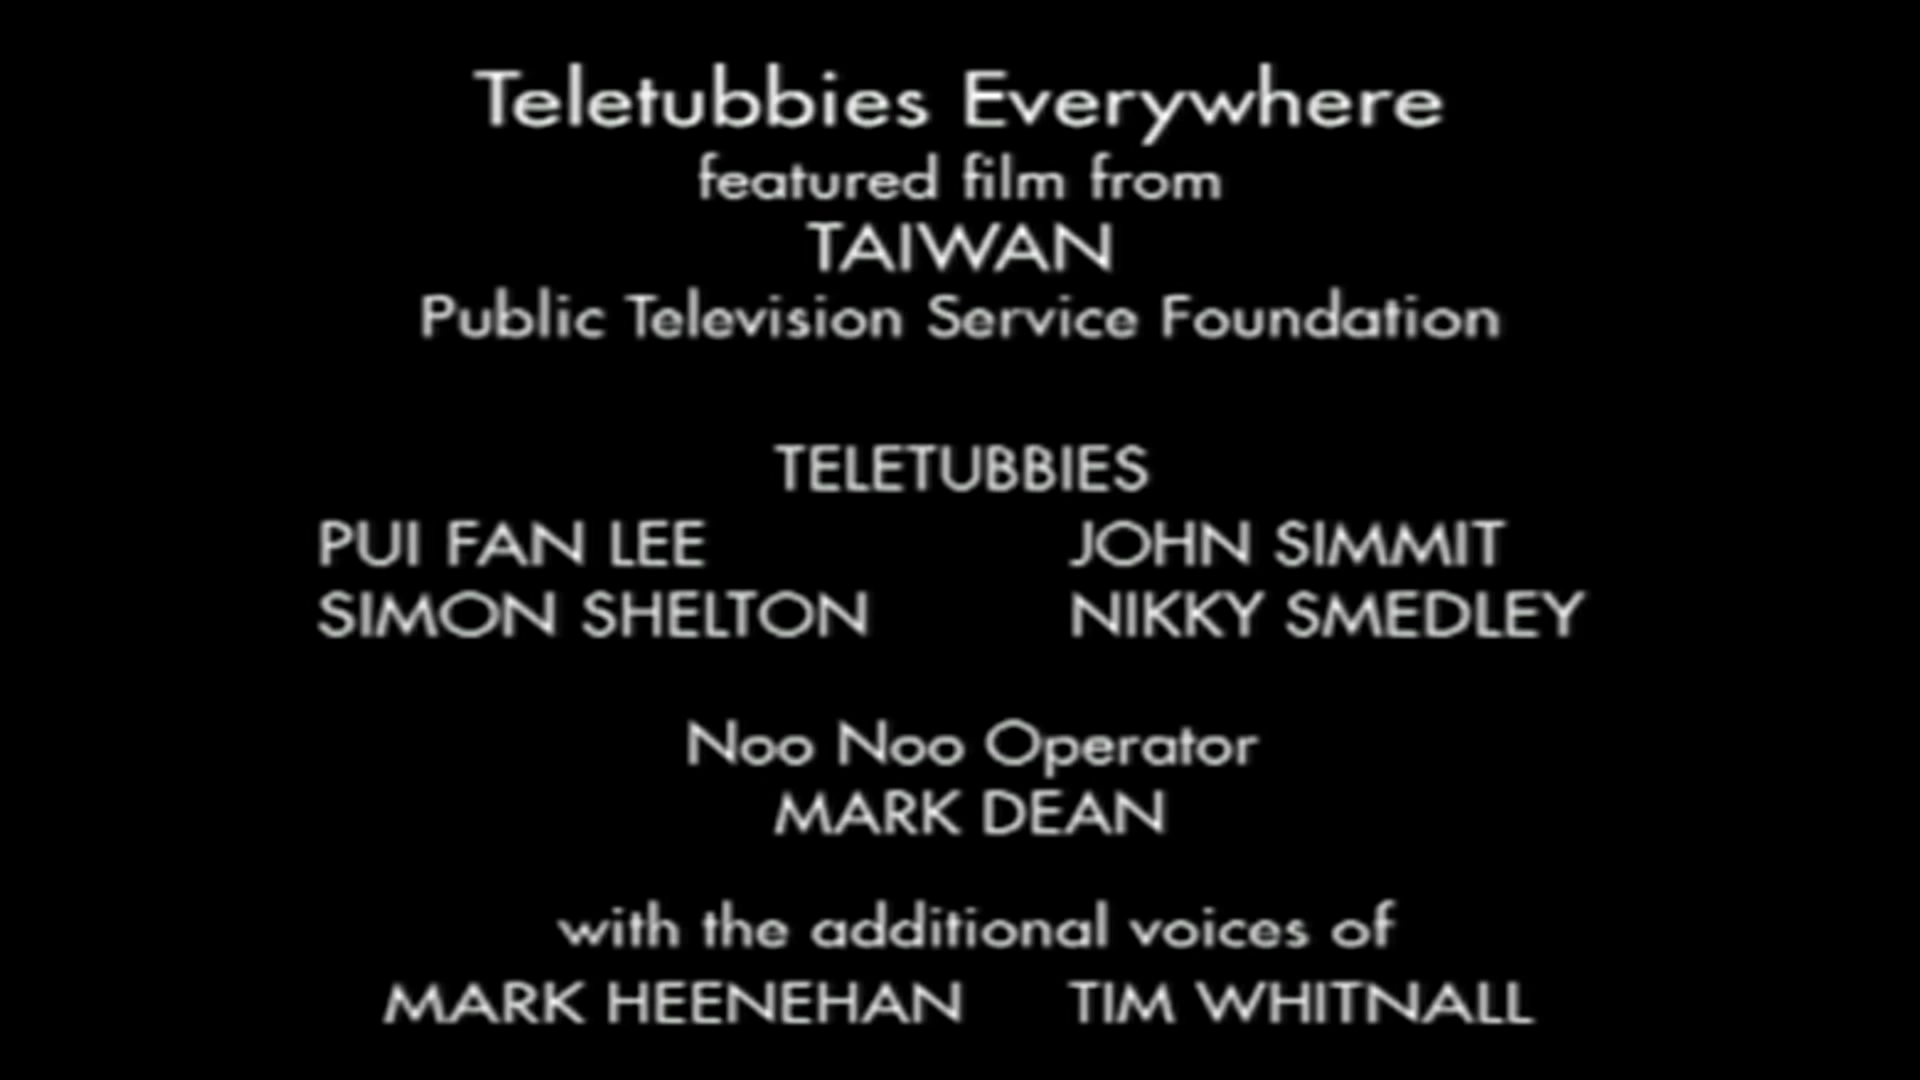 Teletubbies Everywhere
featured film from
TAIWAN
Public Television Service Foundation
TELETUBBIES
PUI FAN LEE JOHN SIMMIT
SIMON SHELTON NIKKY SMEDLEY
Noo Noo Operator
MARK DEAN
with the additional voices of
MARK HEENEHAN TIM WHITNALL